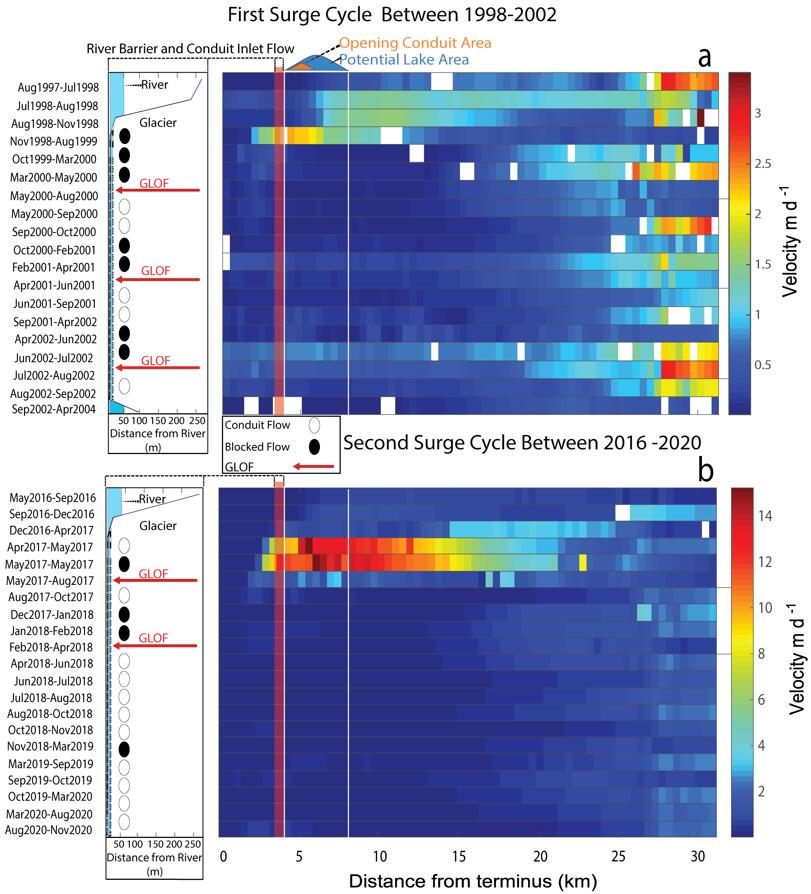 First Surge Cycle Between 1998-2002
River Barrier and Conduit Inlet Flow
Opening Conduit Area
Potential Lake Area
a
Aug1997-Jul1998
Jul1998-Aug1998
Aug1998-Nov1998
Nov1998-Aug1999
Oct1999-Mar2000
Mar2000-May2000
May2000-Aug2000
May2000-Sep2000
Sep2000-Oct2000
Oct2000-Feb2001
Feb2001-Apr2001
Apr2001-Jun2001
Jun2001-Sep2001
Sep2001-Apr2002
Apr2002-Jun2002
Jun2002-Jul2002
Jul2002-Aug2002
Aug2002-Sep2002
Sep2002-Apr2004
River
Glacier
GLOF
GLOF
GLOF
50 100 150 200 250
Distance from River
(m)
3
2.5
2
1.5
1
0.5
Velocity m d -1
Conduit Flow
Blocked Flow
GLOF
Second Surge Cycle Between 2016 -2020
b
May2016-Sep2016
Sep2016-Dec2016
Dec2016-Apr2017
Apr2017-May2017
May2017-May2017
May2017-Aug2017
Aug2017-Oct2017
Dec2017-Jan2018
Jan2018-Feb2018
Feb2018-Apr2018
Apr2018-Jun2018
Jun2018-Jul2018
Jul2018-Aug2018
Aug2018-Oct2018
Oct2018-Nov2018
Nov2018-Mar2019
Mar2019-Sep2019
Sep2019-Oct2019
Oct2019-Mar2020
Mar2020-Aug2020
Aug2020-Nov2020
River
Glacier
GLOF
GLOF
50 100 150 200 250
Distance from River
(m)
14
12
10
8
6
4
2
Velocity m d -1
0 5 10 15 20 25 30
Distance from terminus (km)